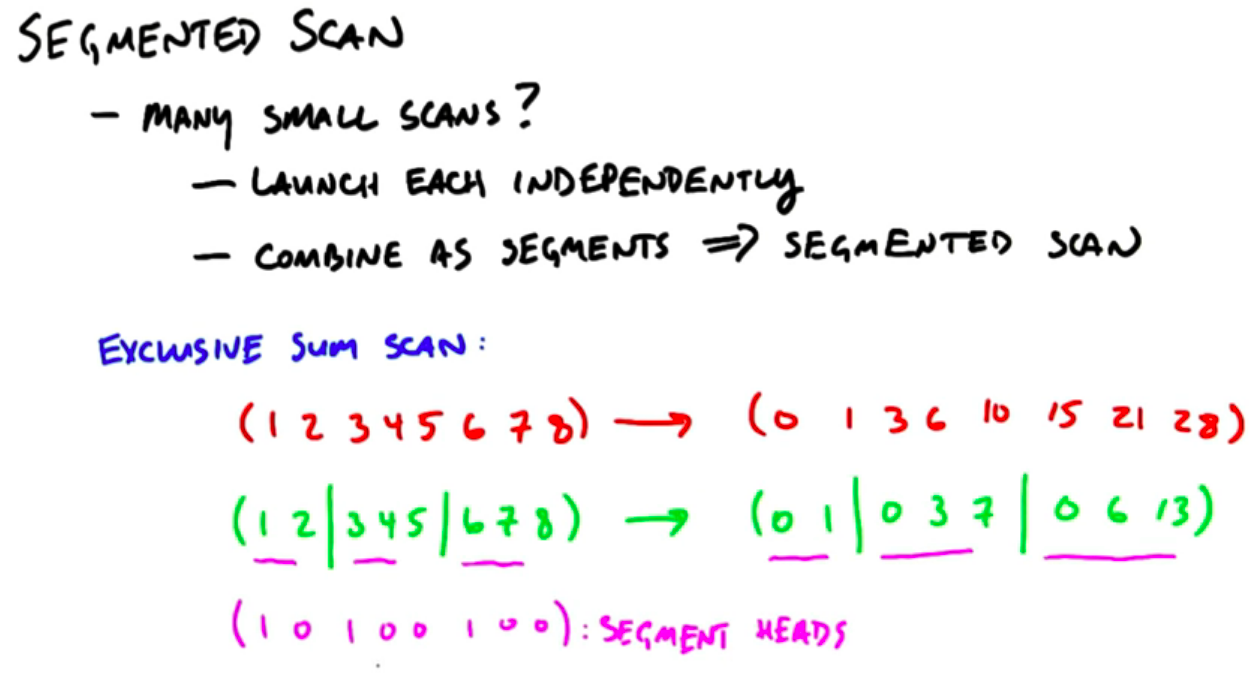 SEGMENTED SCAN
- MANY SMALL SCANS?
- LAUNCH EACH INDEPENDENTLY
- COMBINE AS SEGMENTS ⇒ SEGMENTED SCAN
EXCLUSIVE SUM SCAN:
(1 2 3 4 5 6 7 8) → (0 1 3 6 10 15 21 28)
(1 2 | 3 4 5 | 6 7 8) → (0 1 | 0 3 7 | 0 6 13)
(1 0 1 0 0 1 0 0): SEGMENT HEADS